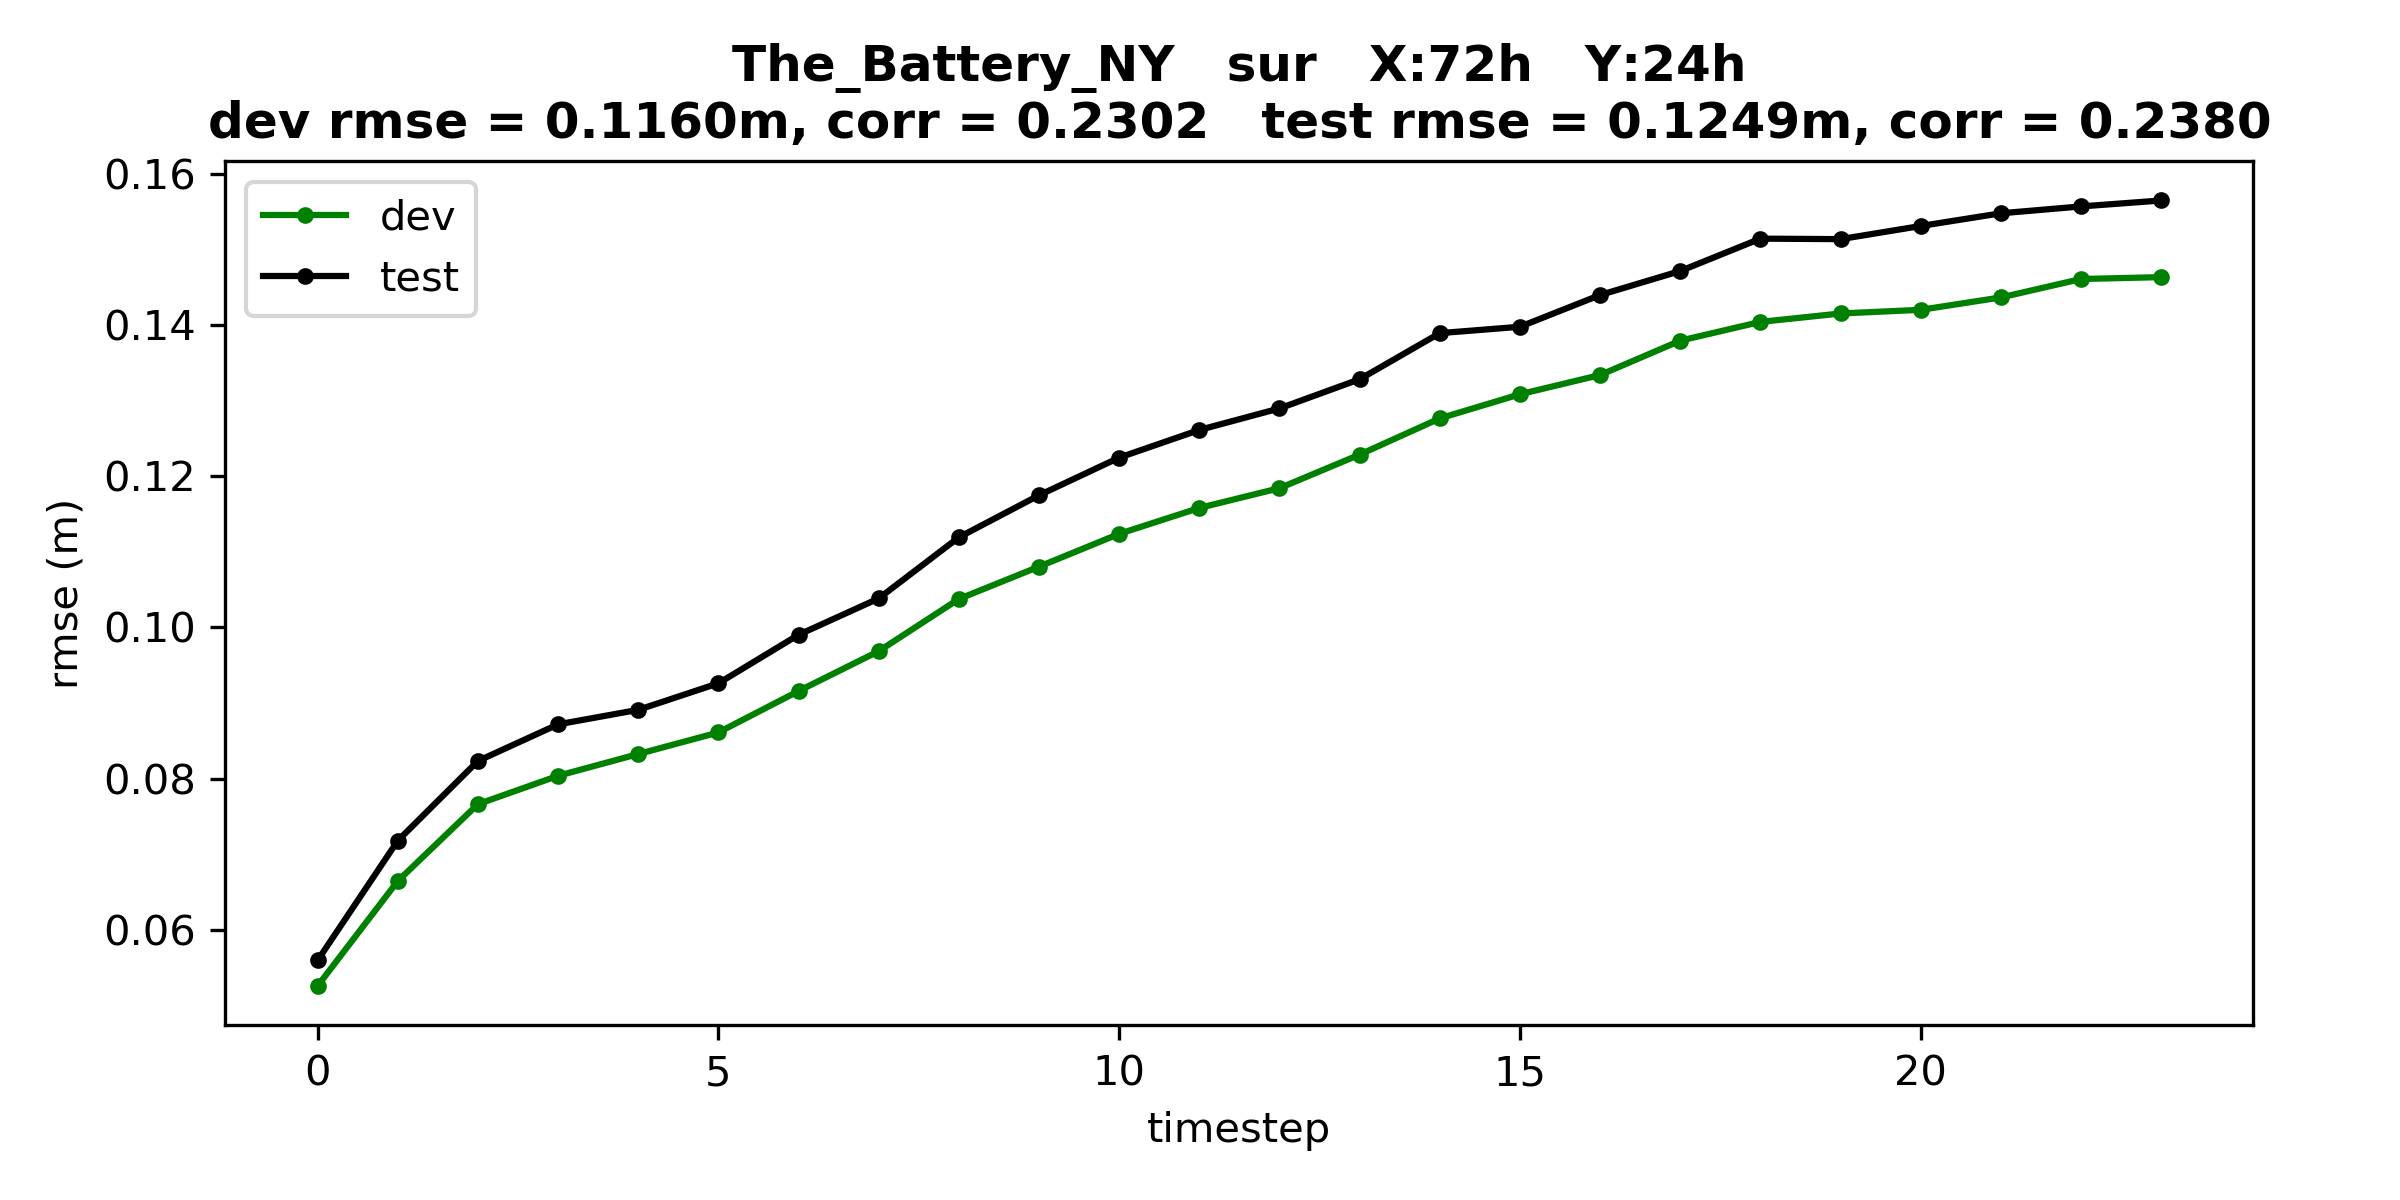 The_Battery_NY sur X:72h Y:24h
dev rmse = 0.1160m, corr = 0.2302 test rmse = 0.1249m, corr = 0.2380
dev
test
0.16
0.14
0.12
0.10
0.08
0.06
rmse (m)
0 5 10 15 20
timestep